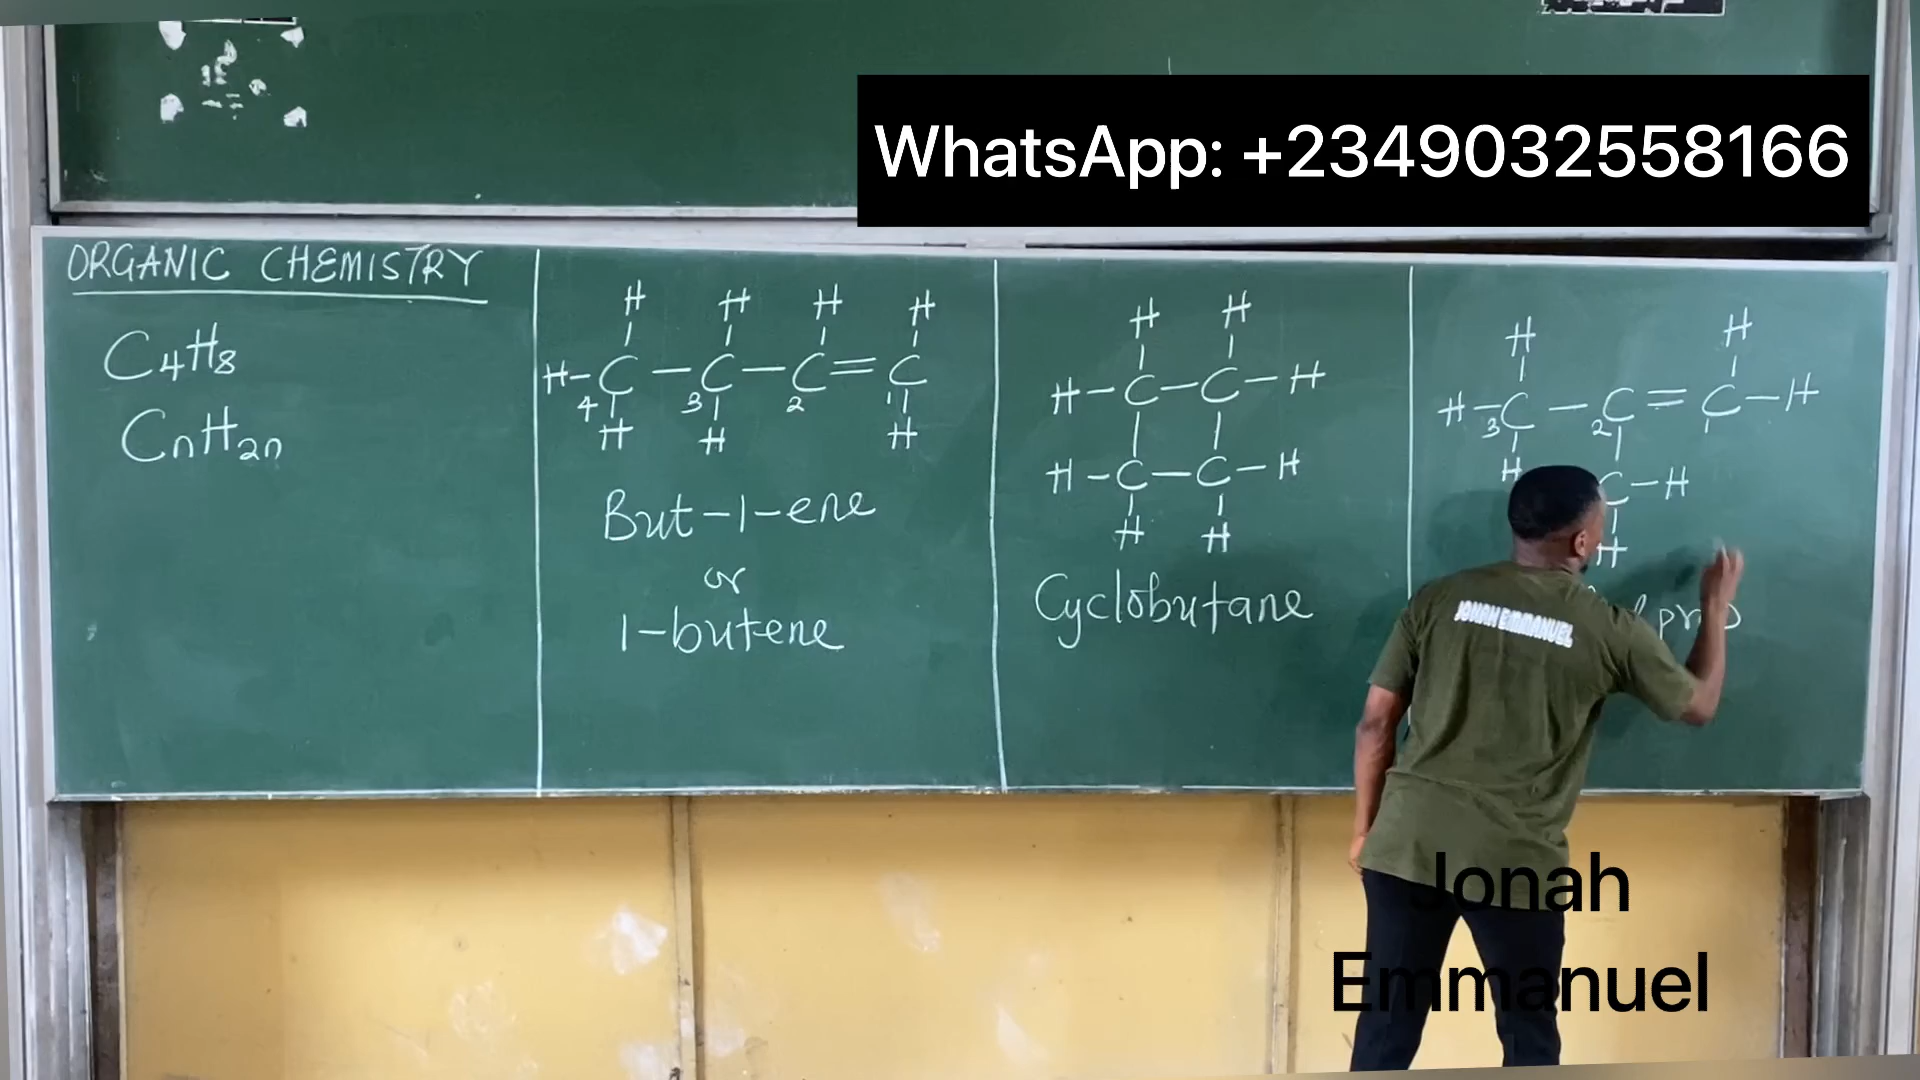 WhatsApp: +2349032558166
ORGANIC CHEMISTRY
C4H8
CnH2n
H H H H
H-C-C-C=C
4 3 2 1
H H H
But-1-ene
or
1-butene
H H
H-C-C-H
H-C-C-H
H H
Cyclobutane
H H
H-C-C=C-H
3 2
H C-H
H
prop
JONAH EMMANUEL
Jonah
Emmanuel